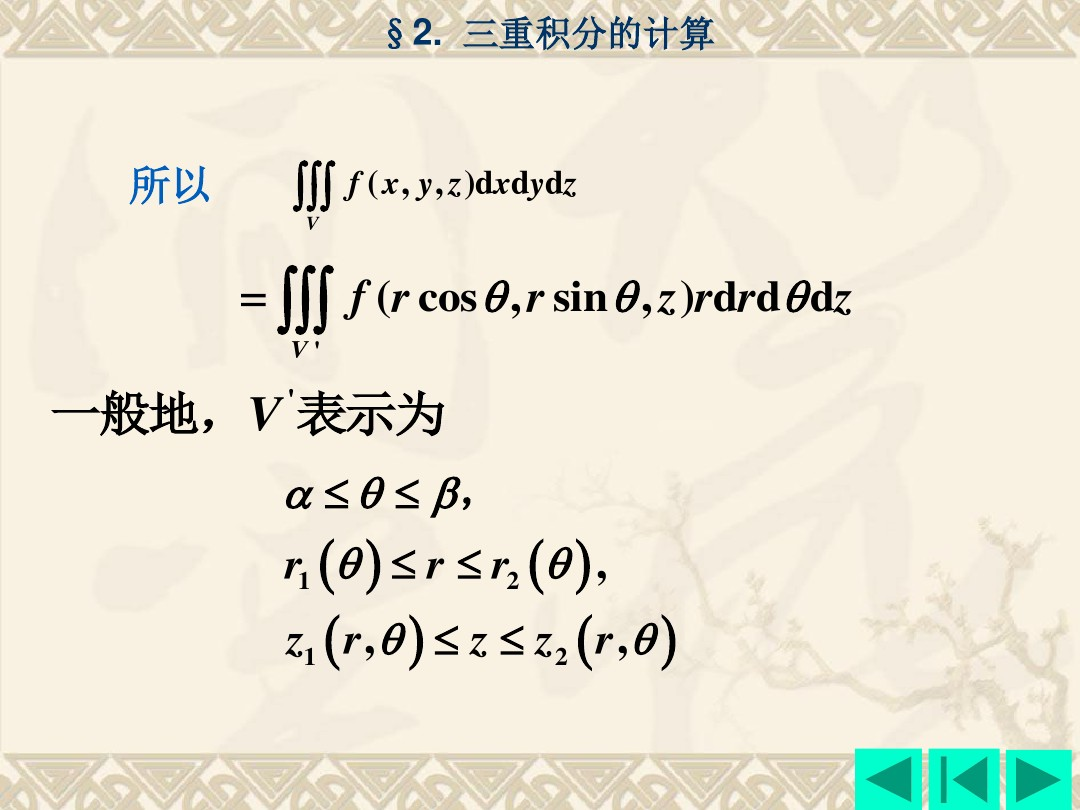 §2. 三重积分的计算
所以 ∭_V f(x, y, z)dxdydz
= ∭_V' f(r cosθ, r sinθ, z)rdrdθdz
一般地，V'表示为
α ≤ θ ≤ β，
r₁(θ) ≤ r ≤ r₂(θ),
z₁(r,θ) ≤ z ≤ z₂(r,θ)